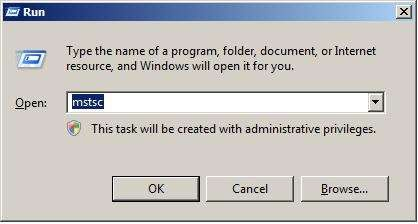 Run
Type the name of a program, folder, document, or Internet
resource, and Windows will open it for you.
Open: mstsc
This task will be created with administrative privileges.
OK Cancel Browse...